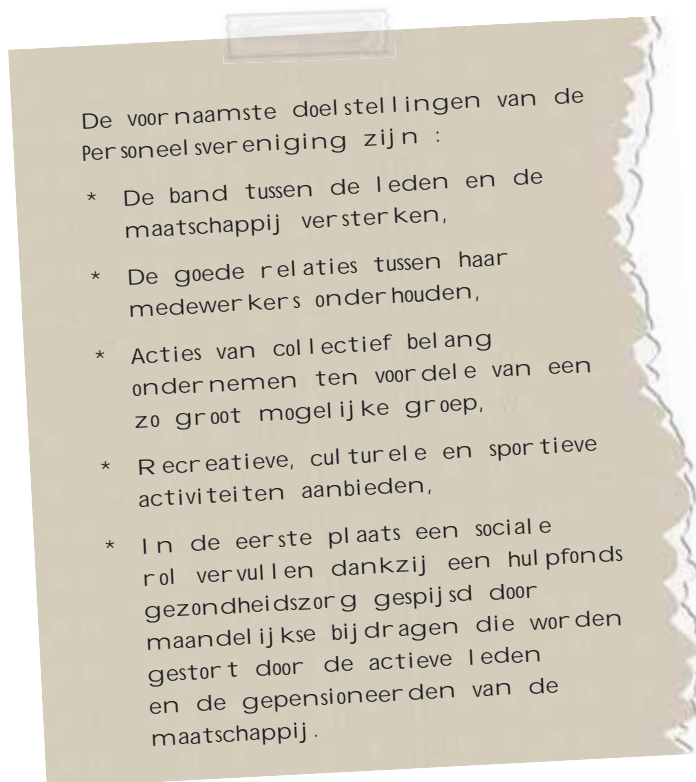 De voornaamste doelstellingen van de
Personeelsvereniging zijn :
* De band tussen de leden en de
maatschappij versterken,
* De goede relaties tussen haar
medewerkers onderhouden,
* Acties van collectief belang
ondernemen ten voordele van een
zo groot mogelijke groep,
* Recreatieve, culturele en sportieve
activiteiten aanbieden,
* In de eerste plaats een sociale
rol vervullen dankzij een hulpfonds
gezondheidszorg gespijsd door
maandelijkse bijdragen die worden
gestort door de actieve leden
en de gepensioneerden van de
maatschappij.